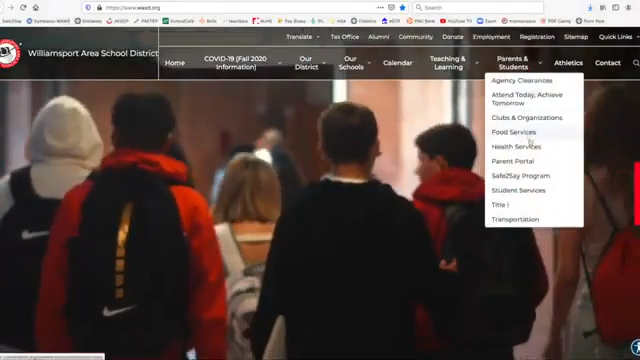 https://www.wasd.org
Search
Translate
Tax Office
Alumni
Community
Donate
Employment
Registration
Sitemap
Quick Links
Williamsport Area School District
Home
COVID-19 (Fall 2020
Information)
Our
District
Our
Schools
Calendar
Teaching &
Learning
Parents &
Students
Athletics
Contact
Agency Clearances
Attend Today, Achieve
Tomorrow
Clubs & Organizations
Food Services
Health Services
Parent Portal
Safe2Say Program
Student Services
Title I
Transportation